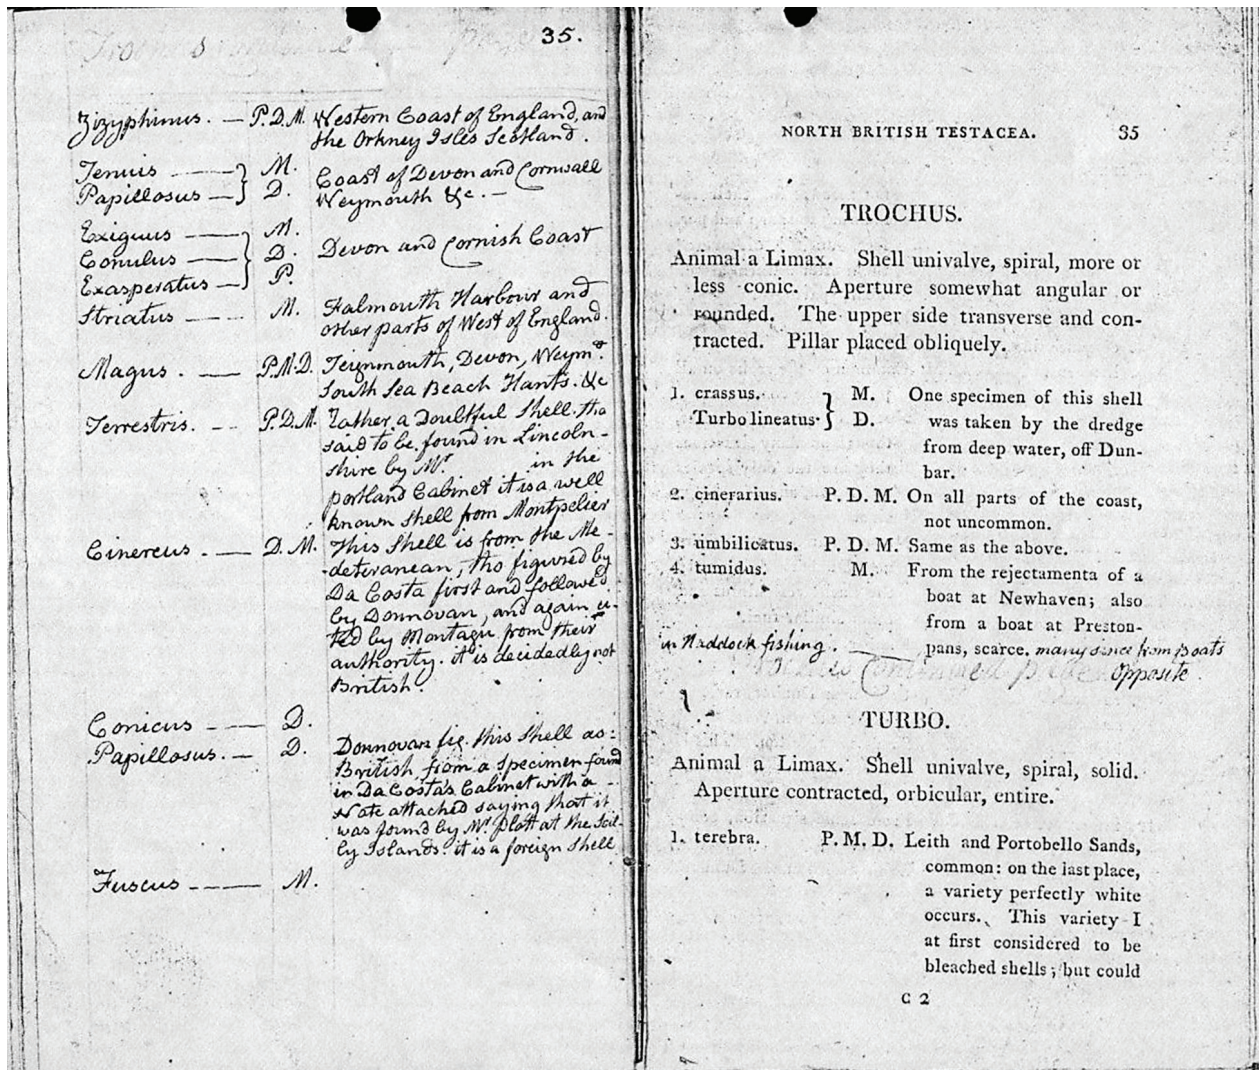 35.
Zizyphinus. — P.D.M. Western Coast of England, and
the Orkney Isles Scotland.
Tenuis ——— } M. Coast of Devon and Cornwall
Papillosus — } D. Weymouth &c. —
Exiguus ——— } M.
Conulus ——— } D. Devon and Cornish Coast
Exasperatus — } P.
Striatus ---- M. Falmouth Harbour and
other parts of West of England.
Magus. — P.M.D. Teignmouth, Devon, Weymth.
South Sea Beach Hants. &c
Terrestris. -- P.D.M. Rather a Doubtful Shell. tho
said to be found in Lincoln-
shire by Mr in the
portland Cabinet it is a well
known shell from Montpelier
Cinereus. — D.M. This Shell is from the Me-
deteranean, tho figured by
Da Costa first and followed
by Donnovan, and again ci-
ted by Montagu from their
authority. it is decidedly not
British.
Conicus --— D.
Papillosus. — D. Donnovan fig. this Shell as
British from a specimen found
in DaCosta's Cabinet with a
Note attached saying that it
was found by Mr. Platt at the Scil-
ly Islands. it is a foreign shell
Fuscus ----— M.
NORTH BRITISH TESTACEA. 35
TROCHUS.
Animal a Limax. Shell univalve, spiral, more or
less conic. Aperture somewhat angular or
rounded. The upper side transverse and con-
tracted. Pillar placed obliquely.
1. crassus. } M. One specimen of this shell
Turbo lineatus } D. was taken by the dredge
from deep water, off Dun-
bar.
2. cinerarius. P. D. M. On all parts of the coast,
not uncommon.
3. umbilicatus. P. D. M. Same as the above.
4. tumidus. M. From the rejectamenta of a
boat at Newhaven; also
from a boat at Preston-
pans, scarce. many since from Boats
in Haddock fishing. ——
Trochus Continued page Opposite
TURBO.
Animal a Limax. Shell univalve, spiral, solid.
Aperture contracted, orbicular, entire.
1. terebra. P. M. D. Leith and Portobello Sands,
common: on the last place,
a variety perfectly white
occurs. This variety I
at first considered to be
bleached shells; but could
C 2